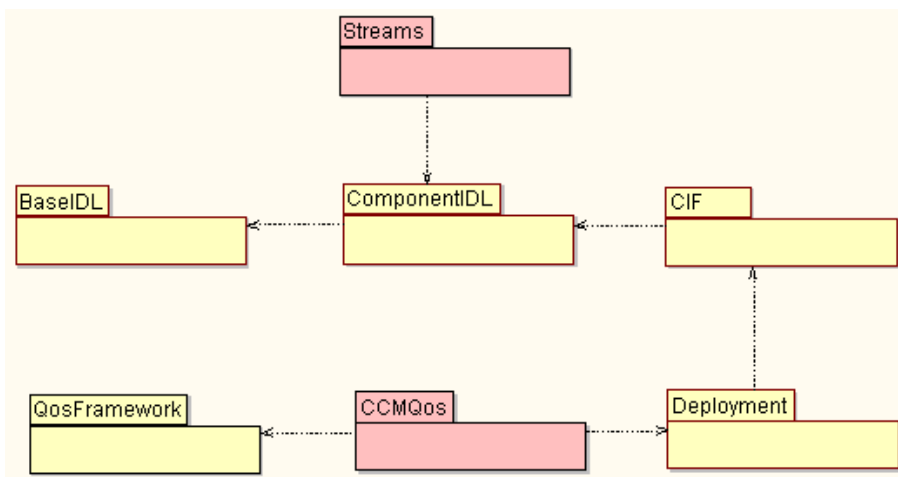 Streams
BaseIDL
ComponentIDL
CIF
QosFramework
CCMQos
Deployment